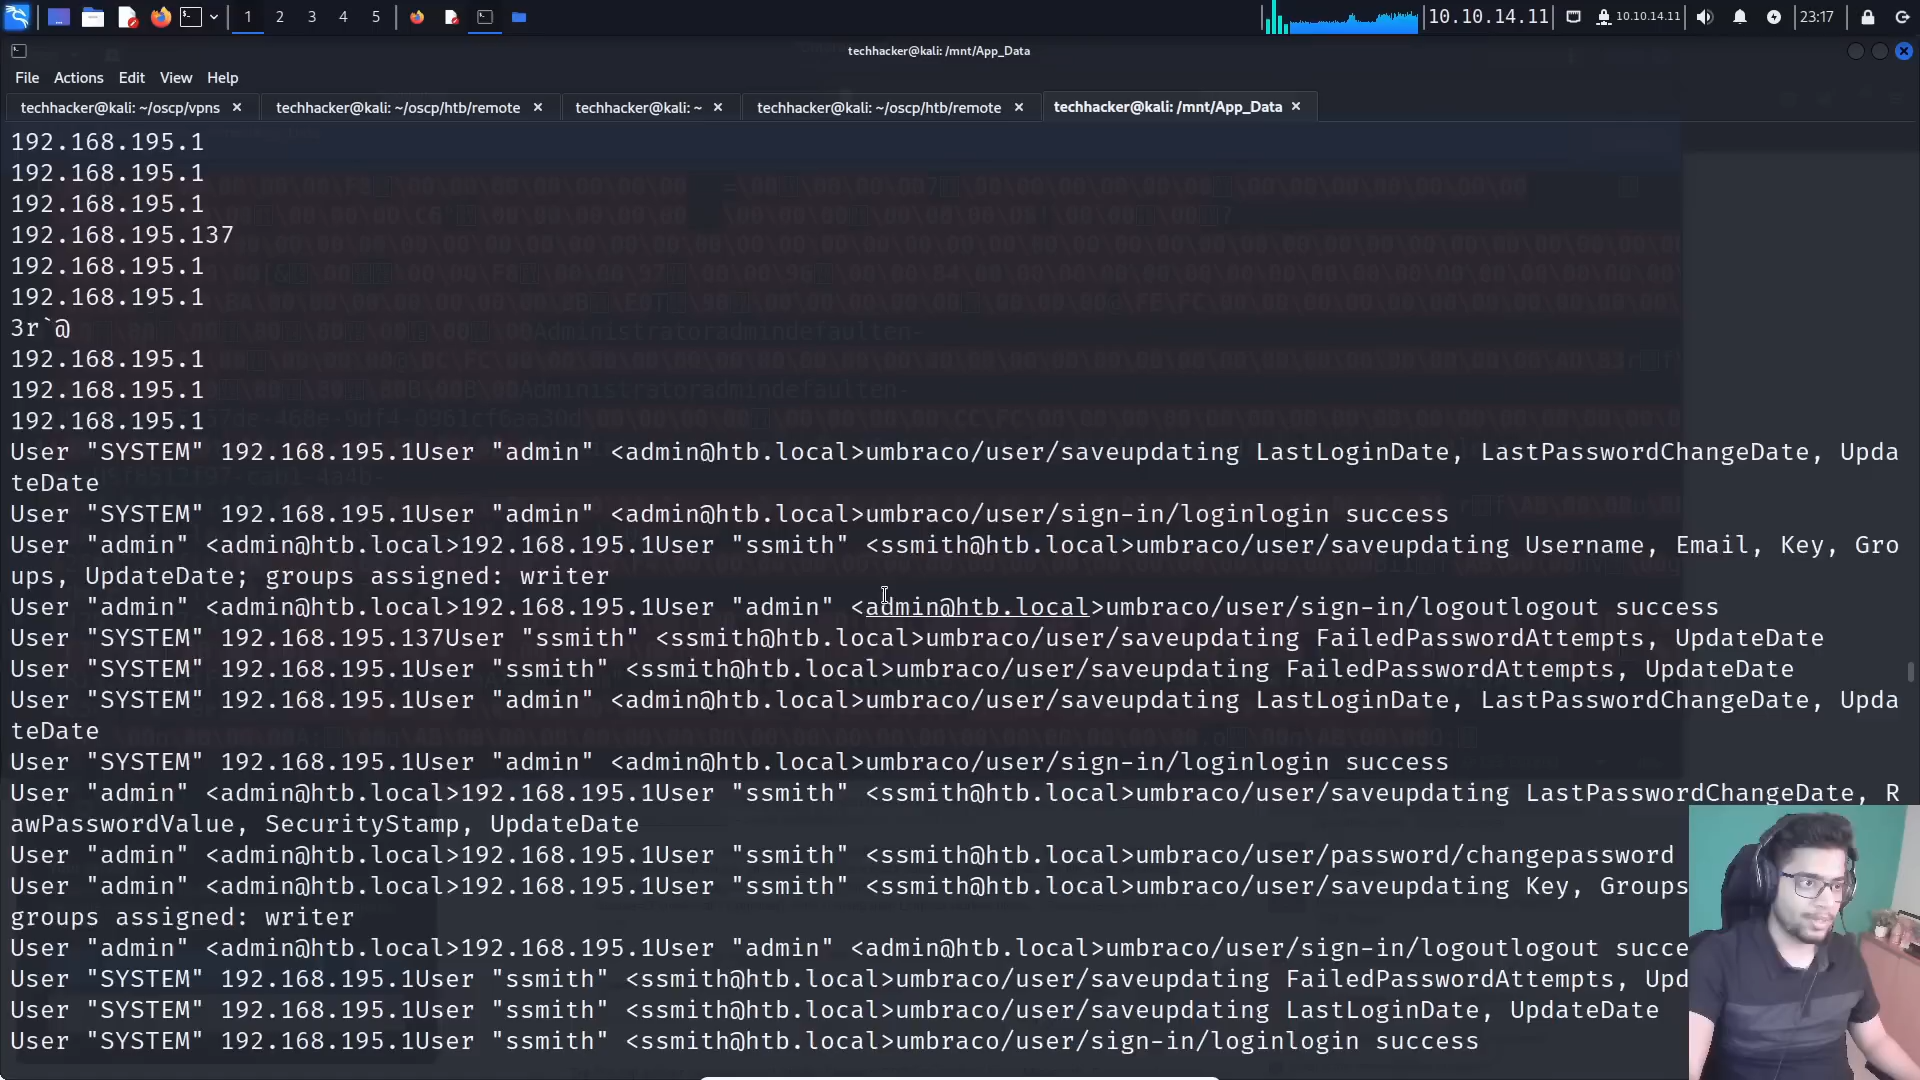 1 2 3 4 5 10.10.14.11 10.10.14.11 23:17
techhacker@kali: /mnt/App_Data
File Actions Edit View Help
techhacker@kali: ~/oscp/vpns techhacker@kali: ~/oscp/htb/remote techhacker@kali: ~ techhacker@kali: ~/oscp/htb/remote techhacker@kali: /mnt/App_Data
192.168.195.1
192.168.195.1
192.168.195.1
192.168.195.137
192.168.195.1
192.168.195.1
3r`@
192.168.195.1
192.168.195.1
192.168.195.1
User "SYSTEM" 192.168.195.1User "admin" <admin@htb.local>umbraco/user/saveupdating LastLoginDate, LastPasswordChangeDate, Upda
teDate
User "SYSTEM" 192.168.195.1User "admin" <admin@htb.local>umbraco/user/sign-in/loginlogin success
User "admin" <admin@htb.local>192.168.195.1User "ssmith" <ssmith@htb.local>umbraco/user/saveupdating Username, Email, Key, Gro
ups, UpdateDate; groups assigned: writer
User "admin" <admin@htb.local>192.168.195.1User "admin" <admin@htb.local>umbraco/user/sign-in/logoutlogout success
User "SYSTEM" 192.168.195.137User "ssmith" <ssmith@htb.local>umbraco/user/saveupdating FailedPasswordAttempts, UpdateDate
User "SYSTEM" 192.168.195.1User "ssmith" <ssmith@htb.local>umbraco/user/saveupdating FailedPasswordAttempts, UpdateDate
User "SYSTEM" 192.168.195.1User "admin" <admin@htb.local>umbraco/user/saveupdating LastLoginDate, LastPasswordChangeDate, Upda
teDate
User "SYSTEM" 192.168.195.1User "admin" <admin@htb.local>umbraco/user/sign-in/loginlogin success
User "admin" <admin@htb.local>192.168.195.1User "ssmith" <ssmith@htb.local>umbraco/user/saveupdating LastPasswordChangeDate, R
awPasswordValue, SecurityStamp, UpdateDate
User "admin" <admin@htb.local>192.168.195.1User "ssmith" <ssmith@htb.local>umbraco/user/password/changepassword
User "admin" <admin@htb.local>192.168.195.1User "ssmith" <ssmith@htb.local>umbraco/user/saveupdating Key, Groups
groups assigned: writer
User "admin" <admin@htb.local>192.168.195.1User "admin" <admin@htb.local>umbraco/user/sign-in/logoutlogout succe
User "SYSTEM" 192.168.195.1User "ssmith" <ssmith@htb.local>umbraco/user/saveupdating FailedPasswordAttempts, Upd
User "SYSTEM" 192.168.195.1User "ssmith" <ssmith@htb.local>umbraco/user/saveupdating LastLoginDate, UpdateDate
User "SYSTEM" 192.168.195.1User "ssmith" <ssmith@htb.local>umbraco/user/sign-in/loginlogin success